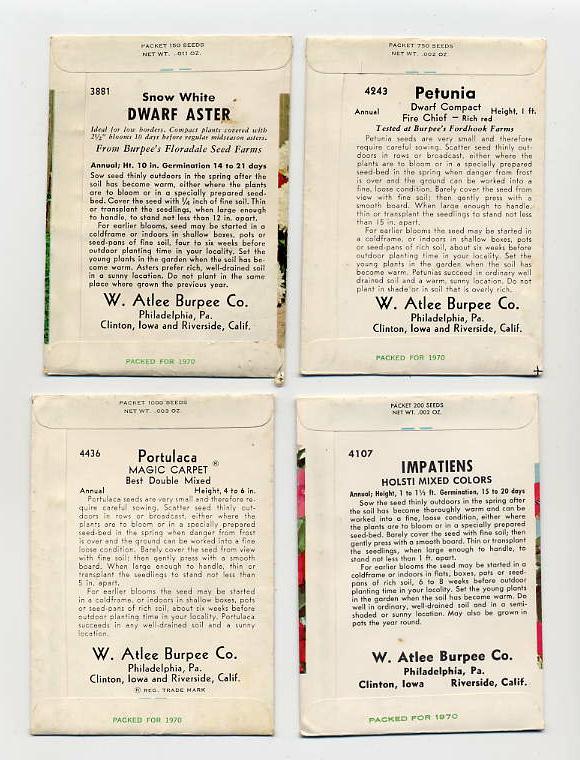 PACKET 150 SEEDS
NET WT. .011 OZ.
3881
Snow White
DWARF ASTER
Ideal for low borders. Compact plants covered with
2½" blooms 10 days before regular midseason asters.
From Burpee's Floradale Seed Farms
Annual; Ht. 10 in. Germination 14 to 21 days
Sow seed thinly outdoors in the spring after the
soil has become warm, either where the plants
are to bloom or in a specially prepared seed-
bed. Cover the seed with ¼ inch of fine soil. Thin
or transplant the seedlings, when large enough
to handle, to stand not less than 12 in. apart.
For earlier blooms, seed may be started in a
coldframe or indoors in shallow boxes, pots or
seed-pans of fine soil, four to six weeks before
outdoor planting time in your locality. Set the
young plants in the garden when the soil has be-
come warm. Asters prefer rich, well-drained soil
in a sunny location. Do not plant in the same
place where grown the previous year.
W. Atlee Burpee Co.
Philadelphia, Pa.
Clinton, Iowa and Riverside, Calif.
PACKED FOR 1970
PACKET 750 SEEDS
NET WT. .002 OZ.
4243
Petunia
Dwarf Compact
Annual Height, 1 ft.
Fire Chief – Rich red
Tested at Burpee's Fordhook Farms
Petunia seeds are very small and therefore
require careful sowing. Scatter seed thinly out-
doors in rows or broadcast, either where the
plants are to bloom or in a specially prepared
seed-bed in the spring when danger from frost
is over and the ground can be worked into a
fine, loose condition. Barely cover the seed from
view with fine soil; then gently press with a
smooth board. When large enough to handle,
thin or transplant the seedlings to stand not less
than 15 in. apart.
For earlier blooms the seed may be started in
a coldframe, or indoors in shallow boxes, pots
or seed-pans of rich soil, about six weeks before
outdoor planting time in your locality. Set the
young plants in the garden when the soil has
become warm. Petunias succeed in ordinary well
drained soil and a warm, sunny location. Do not
plant in shade or in soil that is overly rich.
W. Atlee Burpee Co.
Philadelphia, Pa.
Clinton, Iowa and Riverside, Calif.
PACKED FOR 1970
PACKET 1000 SEEDS
NET WT. .003 OZ.
4436
Portulaca
MAGIC CARPET ®
Best Double Mixed
Annual Height, 4 to 6 in.
Portulaca seeds are very small and therefore re-
quire careful sowing. Scatter seed thinly out-
doors in rows or broadcast, either where the
plants are to bloom or in a specially prepared
seed-bed in the spring when danger from frost
is over and the ground can be worked into a fine
loose condition. Barely cover the seed from view
with fine soil; then gently press with a smooth
board. When large enough to handle, thin or
transplant the seedlings to stand not less than
5 in. apart.
For earlier blooms the seed may be started
in a coldframe, or indoors in shallow boxes, pots
or seed-pans of rich soil, about six weeks before
outdoor planting time in your locality. Portulaca
succeeds in any well-drained soil and a sunny
location.
W. Atlee Burpee Co.
Philadelphia, Pa.
Clinton, Iowa and Riverside, Calif.
® REG. TRADE MARK
PACKED FOR 1970
PACKET 200 SEEDS
NET WT. .002 OZ.
4107
IMPATIENS
HOLSTI MIXED COLORS
Annual; Height, 1 to 1½ ft. Germination, 15 to 20 days
Sow the seed thinly outdoors in the spring after
the soil has become thoroughly warm and can be
worked into a fine, loose condition, either where
the plants are to bloom or in a specially prepared
seed-bed. Barely cover the seed with fine soil; then
gently press with a smooth board. Thin or transplant
the seedlings, when large enough to handle, to
stand not less than 1 ft. apart.
For earlier blooms the seed may be started in a
coldframe or indoors in flats, boxes, pots or seed-
pans of rich soil, 6 to 8 weeks before outdoor
planting time in your locality. Set the young plants
in the garden when the soil has become warm. Do
well in ordinary, well-drained soil and in a semi-
shaded or sunny location. May also be grown in
pots the year round.
W. Atlee Burpee Co.
Philadelphia, Pa.
Clinton, Iowa Riverside, Calif.
PACKED FOR 1970